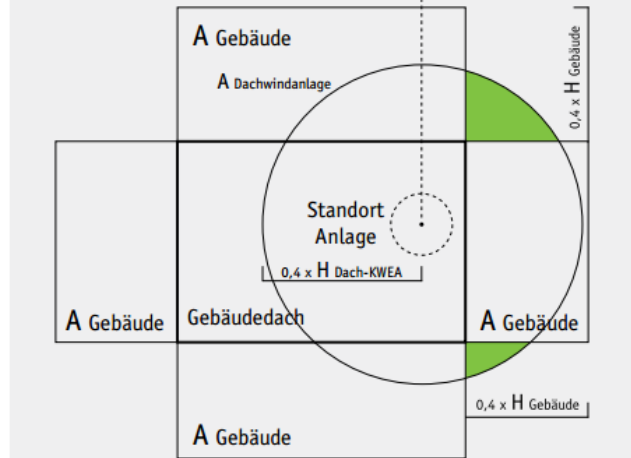 A Gebäude
A Dachwindanlage
0,4 x H Gebäude
Standort
Anlage
0,4 x H Dach-KWEA
A Gebäude
Gebäudedach
A Gebäude
0,4 x H Gebäude
A Gebäude